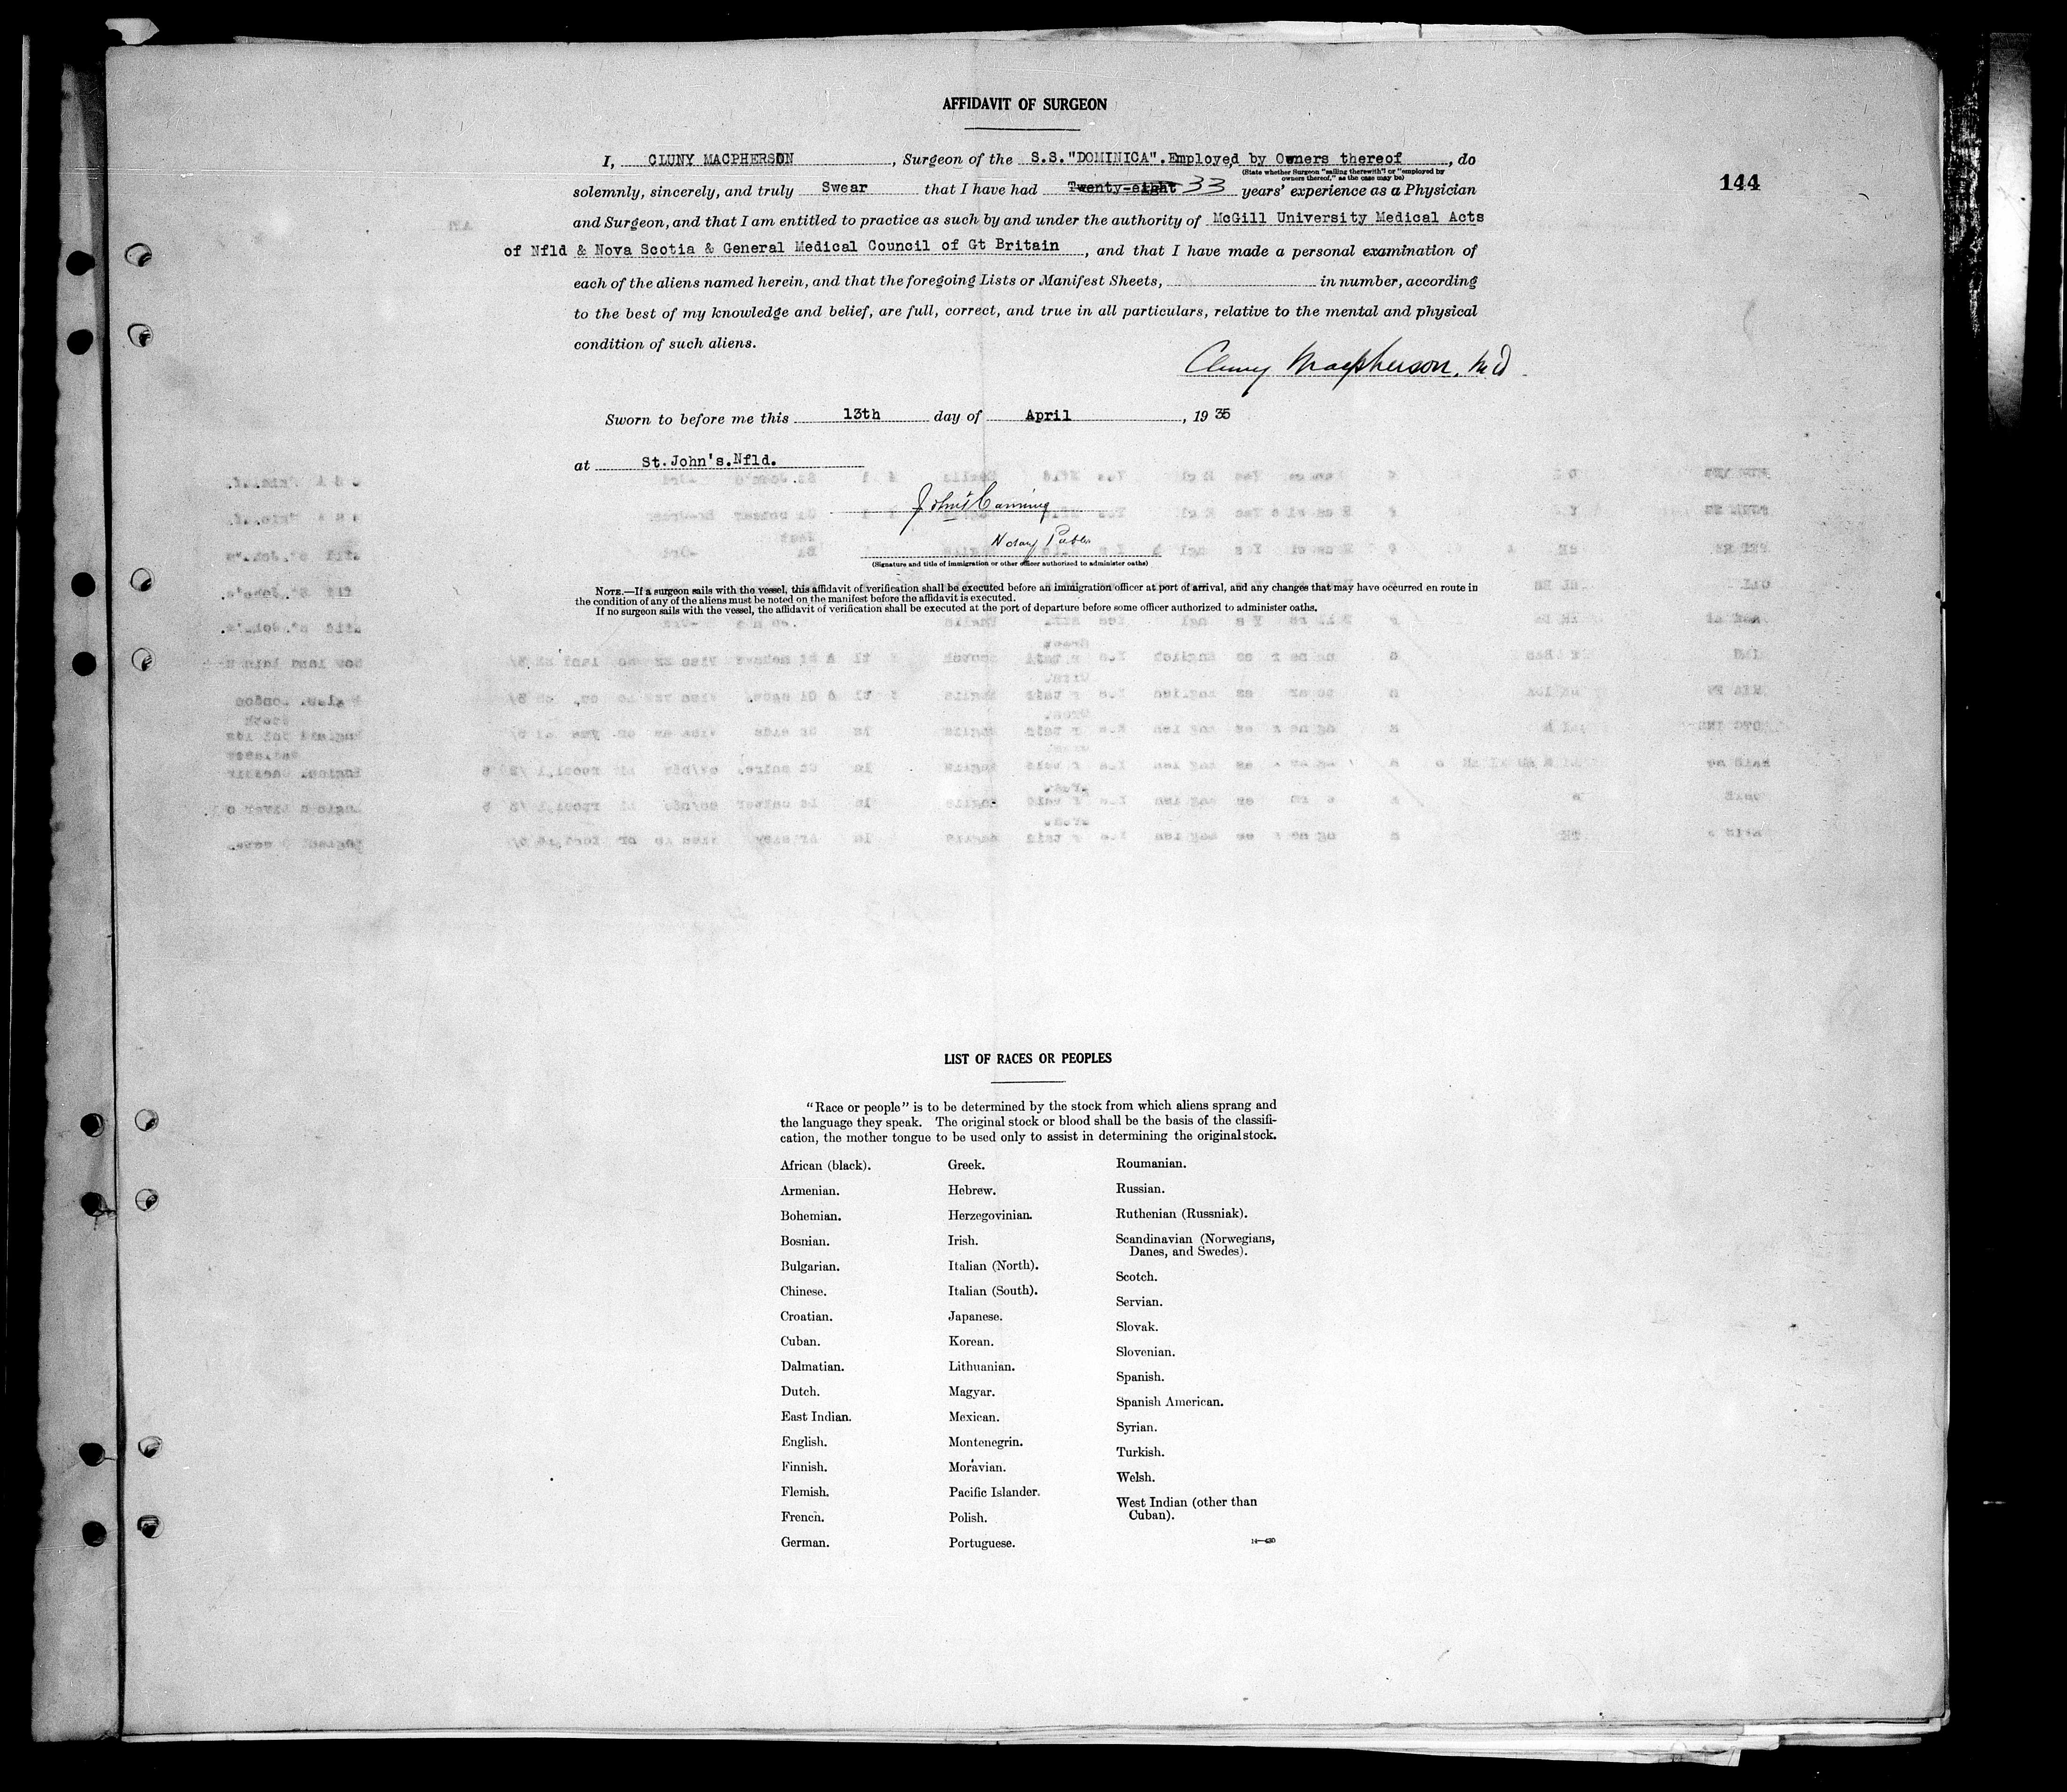 AFFIDAVIT OF SURGEON
I, CLUNY MACPHERSON, Surgeon of the S.S."DOMINICA".Employed by Owners thereof, do
(State whether Surgeon "sailing therewith" or "employed by
owners thereof," as the case may be)
144
solemnly, sincerely, and truly Swear that I have had Twenty-eight 33 years' experience as a Physician
and Surgeon, and that I am entitled to practice as such by and under the authority of McGill University Medical Acts
of Nfld & Nova Scotia & General Medical Council of Gt Britain, and that I have made a personal examination of
each of the aliens named herein, and that the foregoing Lists or Manifest Sheets, in number, according
to the best of my knowledge and belief, are full, correct, and true in all particulars, relative to the mental and physical
condition of such aliens.
Cluny Macpherson, M.D.
Sworn to before me this 13th day of April, 1935
at St.John's.Nfld.
Notary Public
(Signature and title of immigration or other officer authorized to administer oaths)
NOTE.—If a surgeon sails with the vessel, this affidavit of verification shall be executed before an immigration officer at port of arrival, and any changes that may have occurred en route in
the condition of any of the aliens must be noted on the manifest before the affidavit is executed.
If no surgeon sails with the vessel, the affidavit of verification shall be executed at the port of departure before some officer authorized to administer oaths.
LIST OF RACES OR PEOPLES
"Race or people" is to be determined by the stock from which aliens sprang and
the language they speak. The original stock or blood shall be the basis of the classifi-
cation, the mother tongue to be used only to assist in determining the original stock.
African (black).
Armenian.
Bohemian.
Bosnian.
Bulgarian.
Chinese.
Croatian.
Cuban.
Dalmatian.
Dutch.
East Indian.
English.
Finnish.
Flemish.
French.
German.
Greek.
Hebrew.
Herzegovinian.
Irish.
Italian (North).
Italian (South).
Japanese.
Korean.
Lithuanian.
Magyar.
Mexican.
Montenegrin.
Moravian.
Pacific Islander.
Polish.
Portuguese.
Roumanian.
Russian.
Ruthenian (Russniak).
Scandinavian (Norwegians,
Danes, and Swedes).
Scotch.
Servian.
Slovak.
Slovenian.
Spanish.
Spanish American.
Syrian.
Turkish.
Welsh.
West Indian (other than
Cuban).